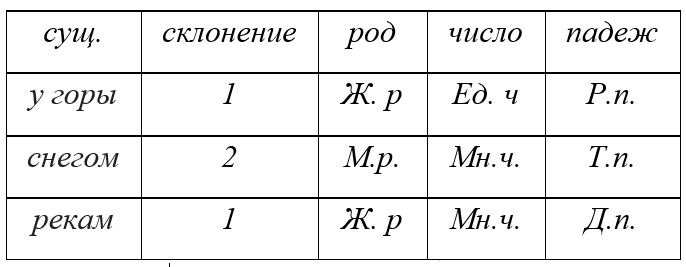 сущ. склонение род число падеж
у горы 1 Ж. р Ед. ч Р.п.
снегом 2 М.р. Мн.ч. Т.п.
рекам 1 Ж. р Мн.ч. Д.п.